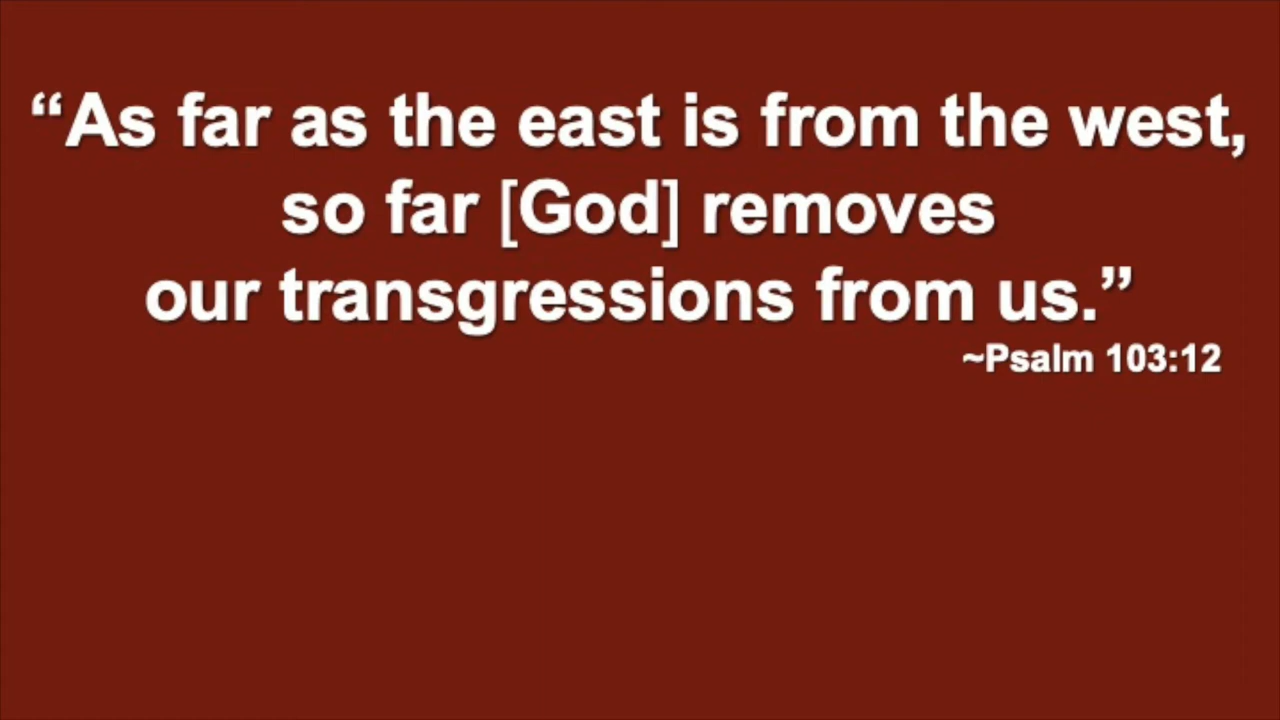 “As far as the east is from the west,
so far [God] removes
our transgressions from us.”
~Psalm 103:12